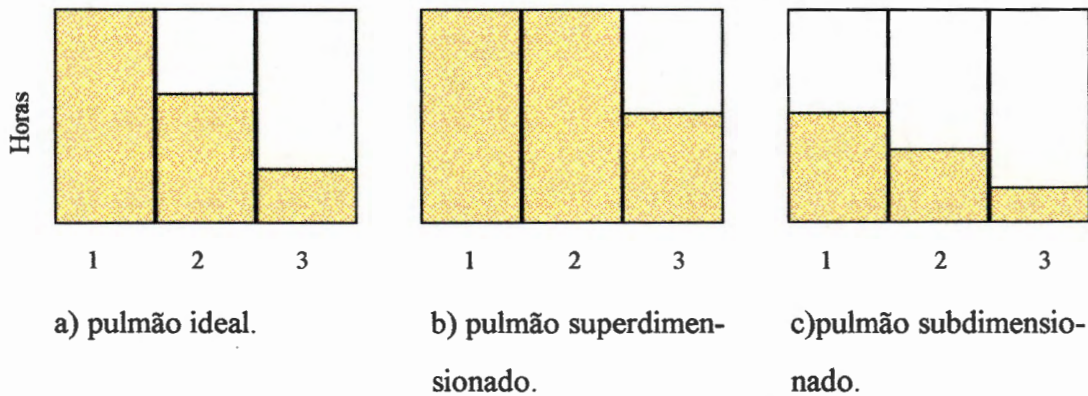 Horas
1 2 3
1 2 3
1 2 3
a) pulmão ideal.
b) pulmão superdimen-
sionado.
c)pulmão subdimensio-
nado.